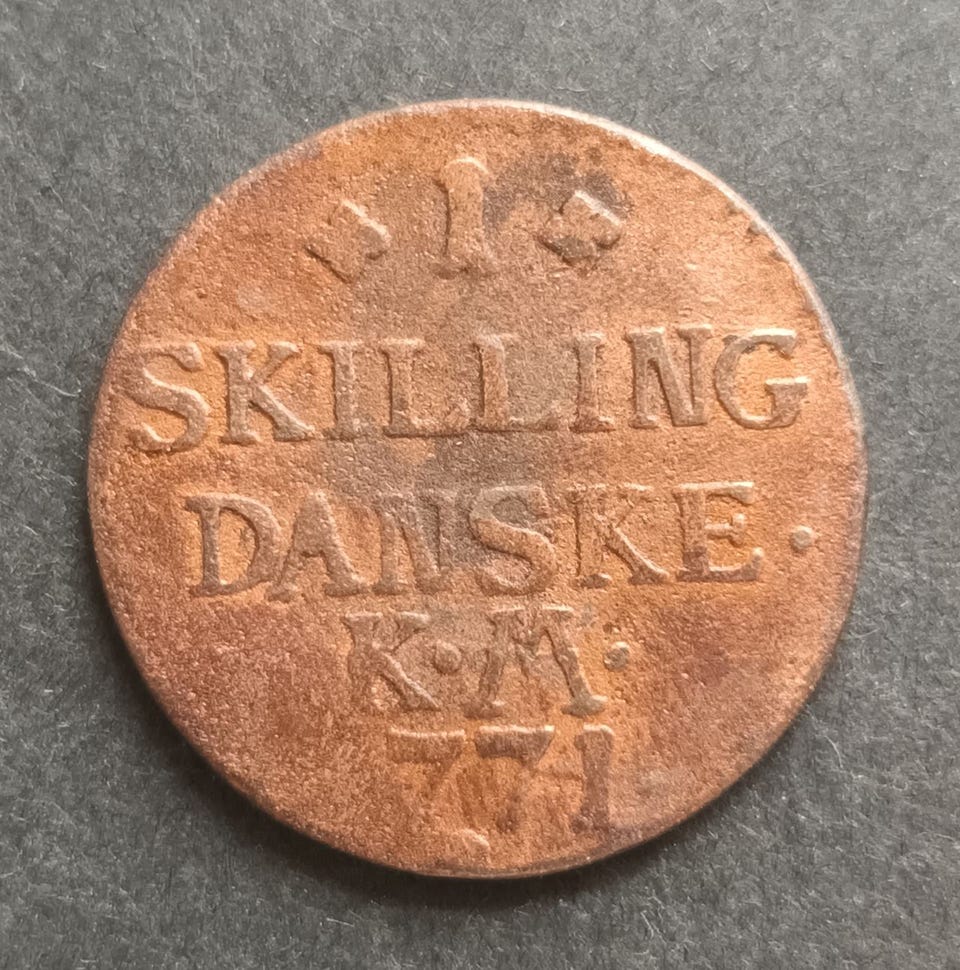 1
SKILLING
DANSKE.
K.M.
771